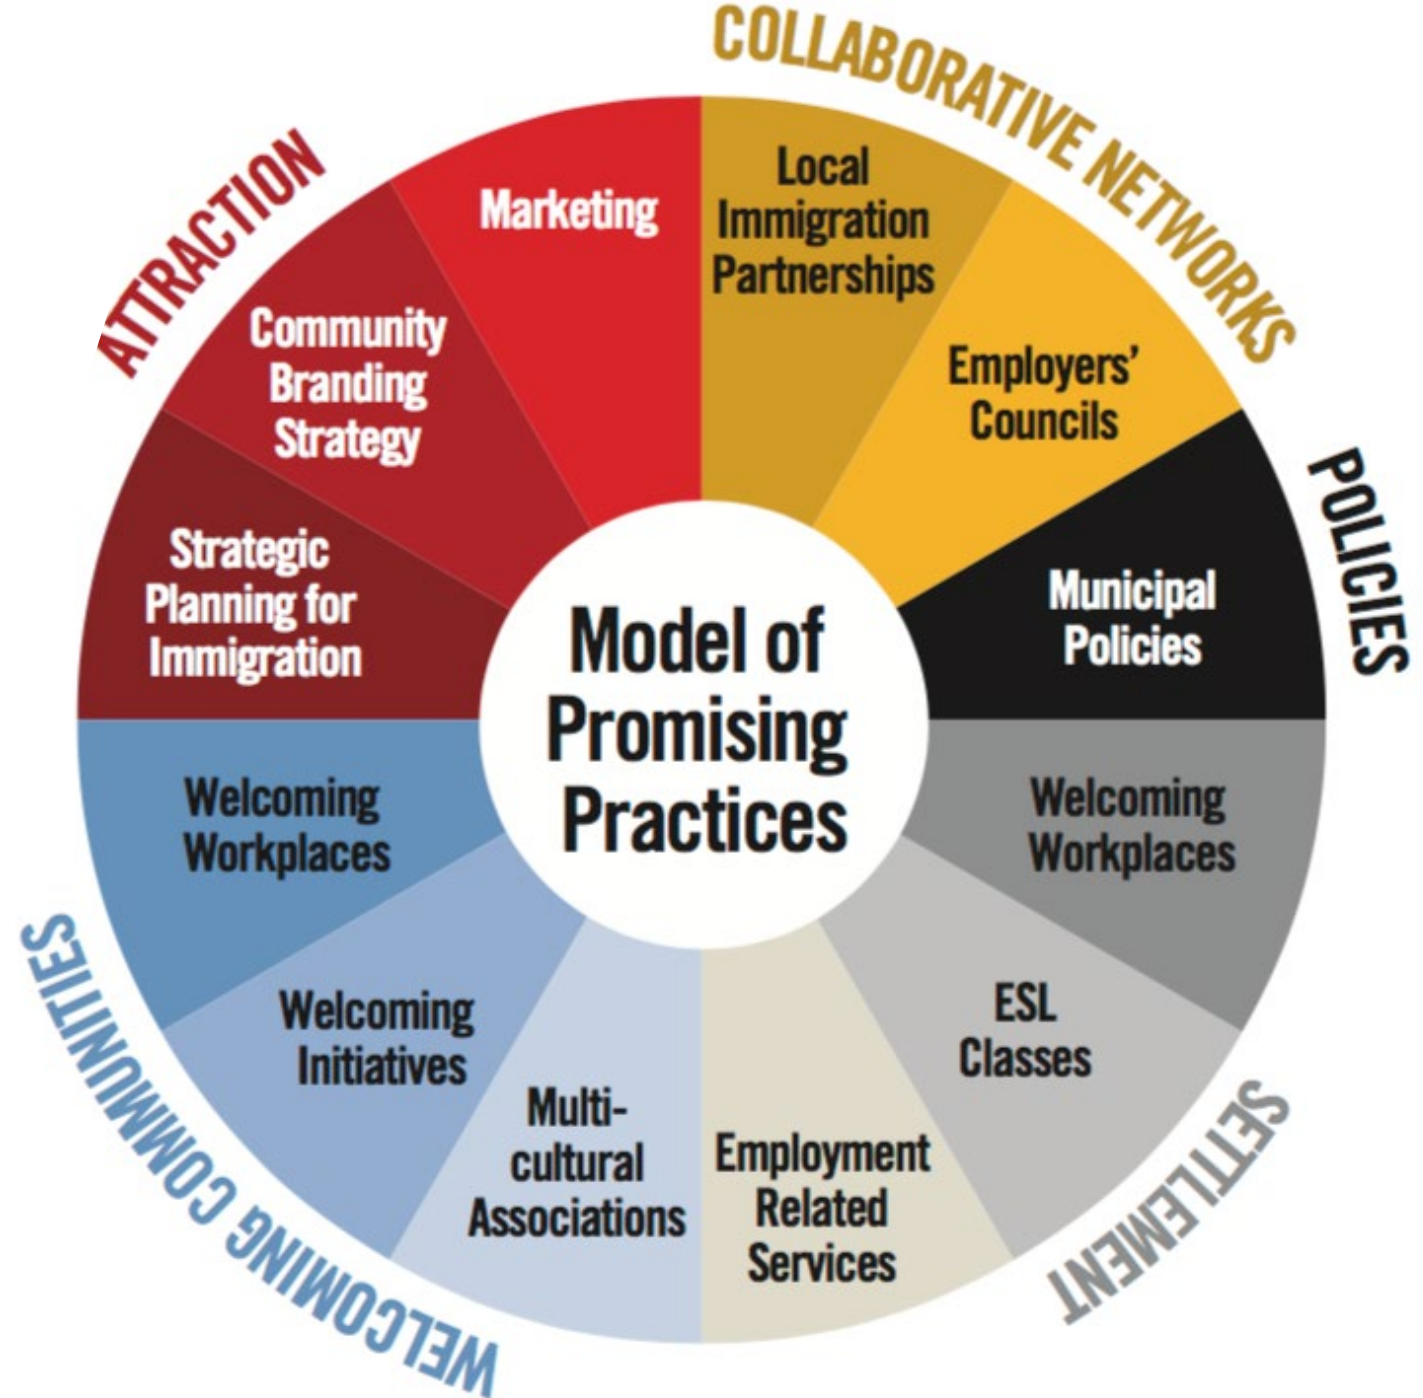 COLLABORATIVE NETWORKS
Local
Immigration
Partnerships
Employers’
Councils
POLICIES
Municipal
Policies
Welcoming
Workplaces
SETTLEMENT
ESL
Classes
Employment
Related
Services
WELCOMING COMMUNITIES
Multi-
cultural
Associations
Welcoming
Initiatives
Welcoming
Workplaces
ATTRACTION
Strategic
Planning for
Immigration
Community
Branding
Strategy
Marketing
Model of
Promising
Practices